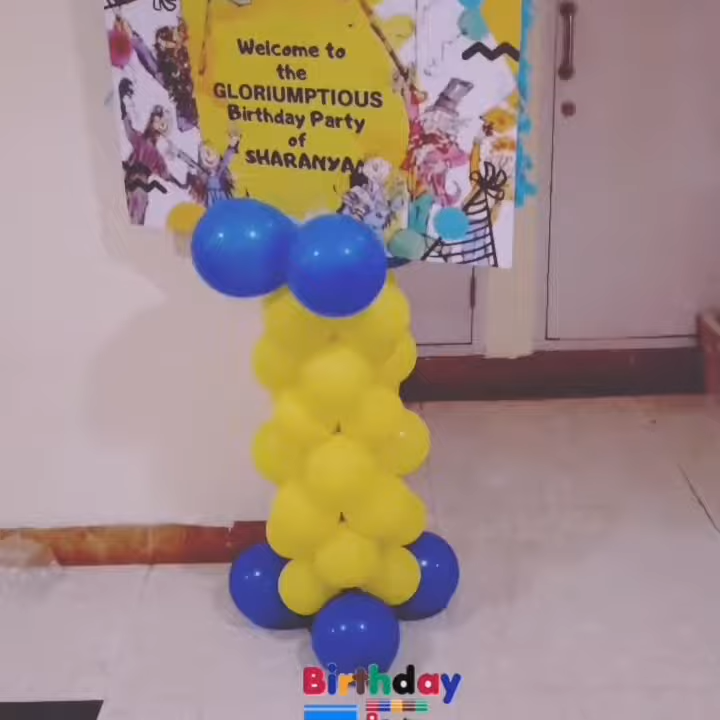 Welcome to
the
GLORIUMPTIOUS
Birthday Party
of
SHARANYA
Birthday